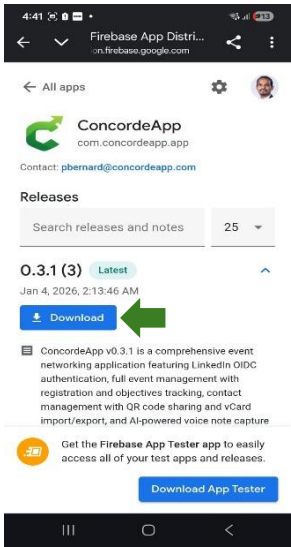 4:41
13
Firebase App Distri...
on.firebase.google.com
All apps
ConcordeApp
com.concordeapp.app
Contact: pbernard@concordeapp.com
Releases
Search releases and notes 25
0.3.1 (3) Latest
Jan 4, 2026, 2:13:46 AM
Download
ConcordeApp v0.3.1 is a comprehensive event
networking application featuring LinkedIn OIDC
authentication, full event management with
registration and objectives tracking, contact
management with QR code sharing and vCard
import/export, and AI-powered voice note capture
Get the Firebase App Tester app to easily
access all of your test apps and releases.
Download App Tester